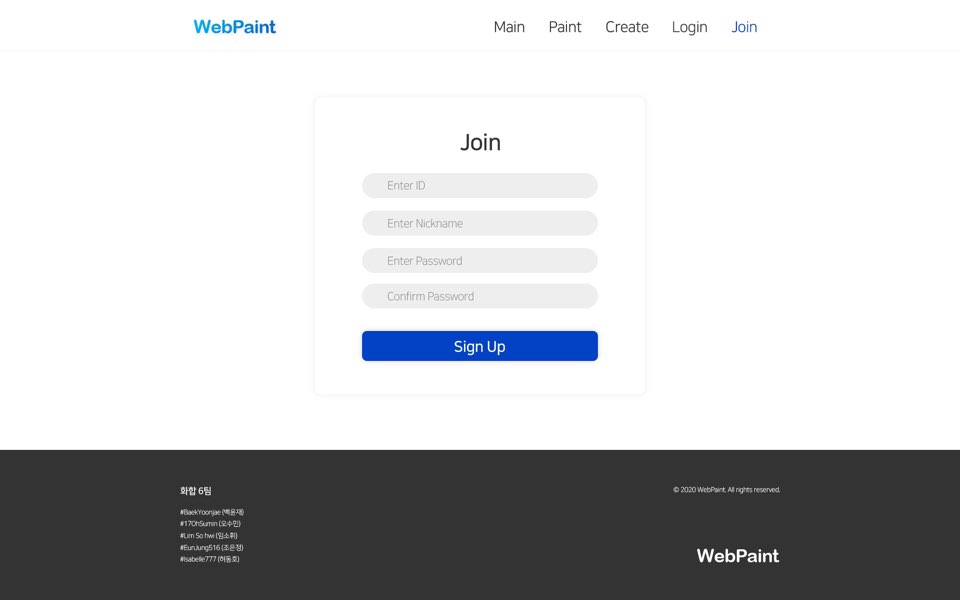 WebPaint
Main
Paint
Create
Login
Join
Join
Enter ID
Enter Nickname
Enter Password
Confirm Password
Sign Up
화합 6팀
#BaekYoonjae (백윤재)
#17OhSumin (오수민)
#Lim So hwi (임소휘)
#EunJung516 (조은정)
#Isabelle777 (허동호)
© 2020 WebPaint. All rights reserved.
WebPaint